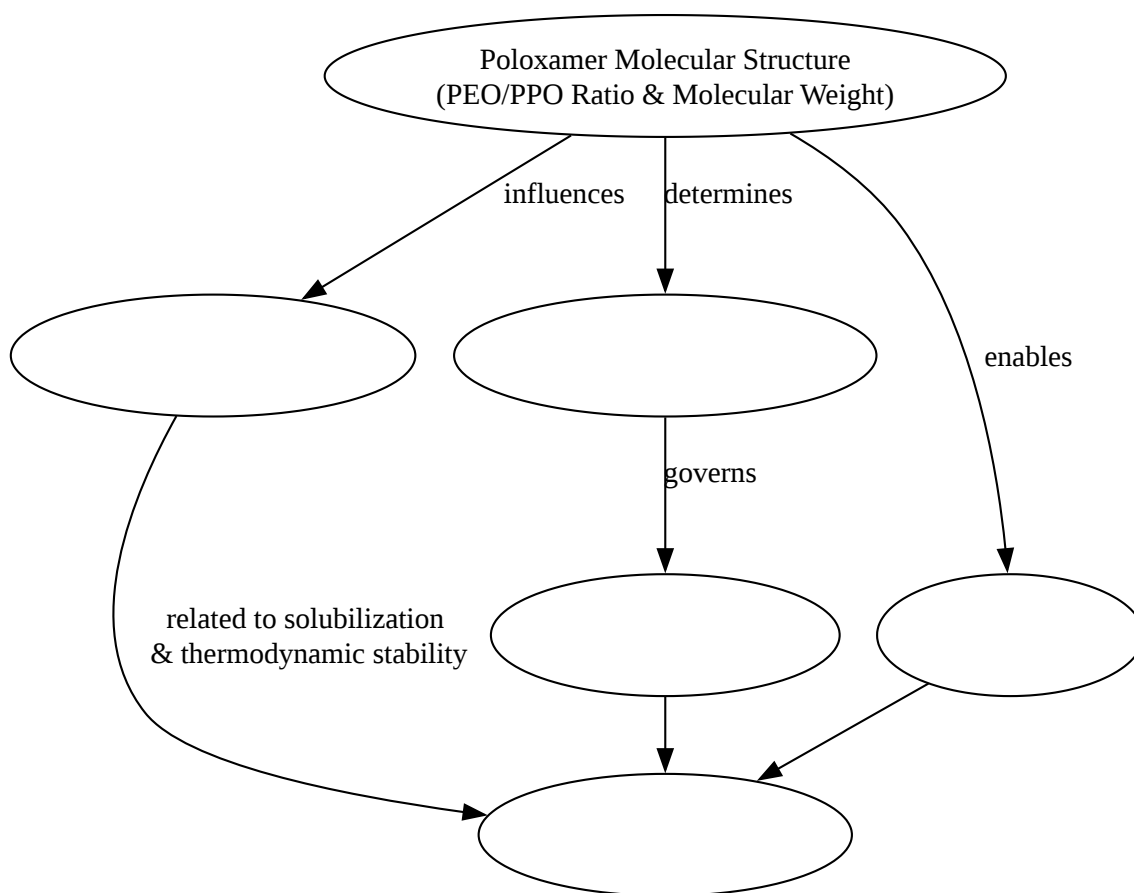 Poloxamer Molecular Structure
(PEO/PPO Ratio & Molecular Weight)
influences
determines
enables
governs
related to solubilization
& thermodynamic stability